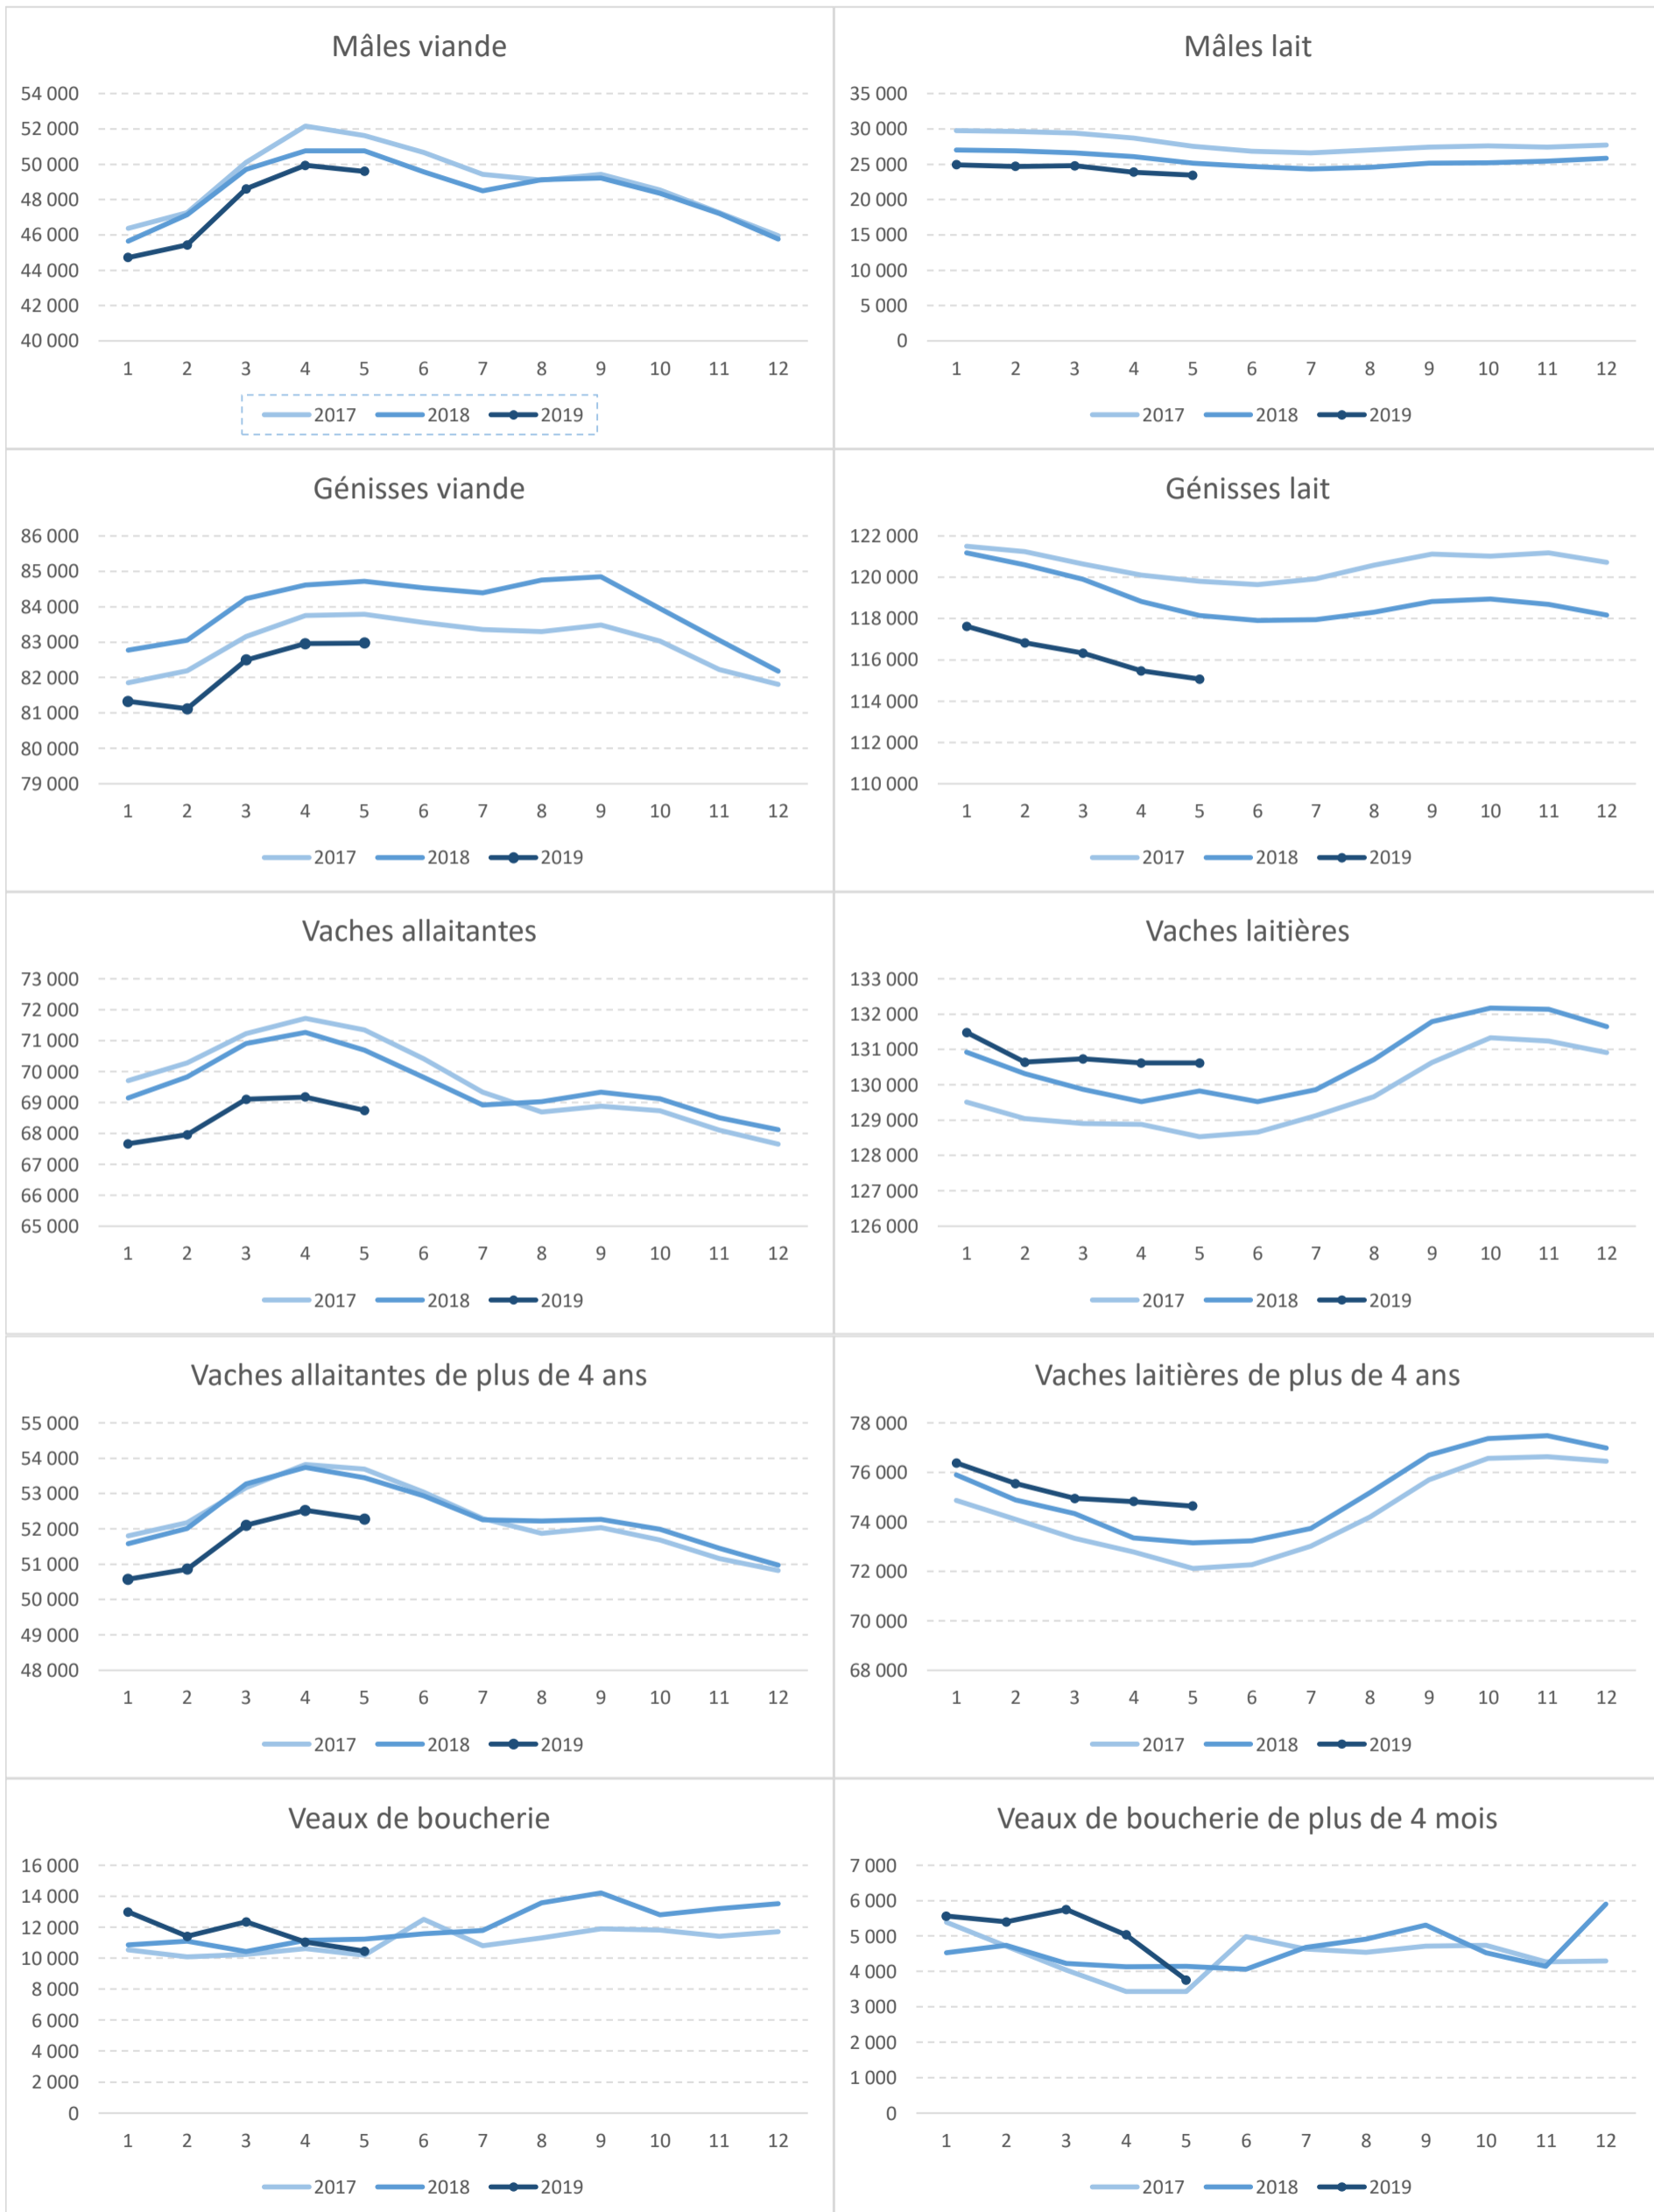 Mâles viande
54 000
52 000
50 000
48 000
46 000
44 000
42 000
40 000
1 2 3 4 5 6 7 8 9 10 11 12
2017 2018 2019
Mâles lait
35 000
30 000
25 000
20 000
15 000
10 000
5 000
0
1 2 3 4 5 6 7 8 9 10 11 12
2017 2018 2019
Génisses viande
86 000
85 000
84 000
83 000
82 000
81 000
80 000
79 000
1 2 3 4 5 6 7 8 9 10 11 12
2017 2018 2019
Génisses lait
122 000
120 000
118 000
116 000
114 000
112 000
110 000
1 2 3 4 5 6 7 8 9 10 11 12
2017 2018 2019
Vaches allaitantes
73 000
72 000
71 000
70 000
69 000
68 000
67 000
66 000
65 000
1 2 3 4 5 6 7 8 9 10 11 12
2017 2018 2019
Vaches laitières
133 000
132 000
131 000
130 000
129 000
128 000
127 000
126 000
1 2 3 4 5 6 7 8 9 10 11 12
2017 2018 2019
Vaches allaitantes de plus de 4 ans
55 000
54 000
53 000
52 000
51 000
50 000
49 000
48 000
1 2 3 4 5 6 7 8 9 10 11 12
2017 2018 2019
Vaches laitières de plus de 4 ans
78 000
76 000
74 000
72 000
70 000
68 000
1 2 3 4 5 6 7 8 9 10 11 12
2017 2018 2019
Veaux de boucherie
16 000
14 000
12 000
10 000
8 000
6 000
4 000
2 000
0
1 2 3 4 5 6 7 8 9 10 11 12
2017 2018 2019
Veaux de boucherie de plus de 4 mois
7 000
6 000
5 000
4 000
3 000
2 000
1 000
0
1 2 3 4 5 6 7 8 9 10 11 12
2017 2018 2019